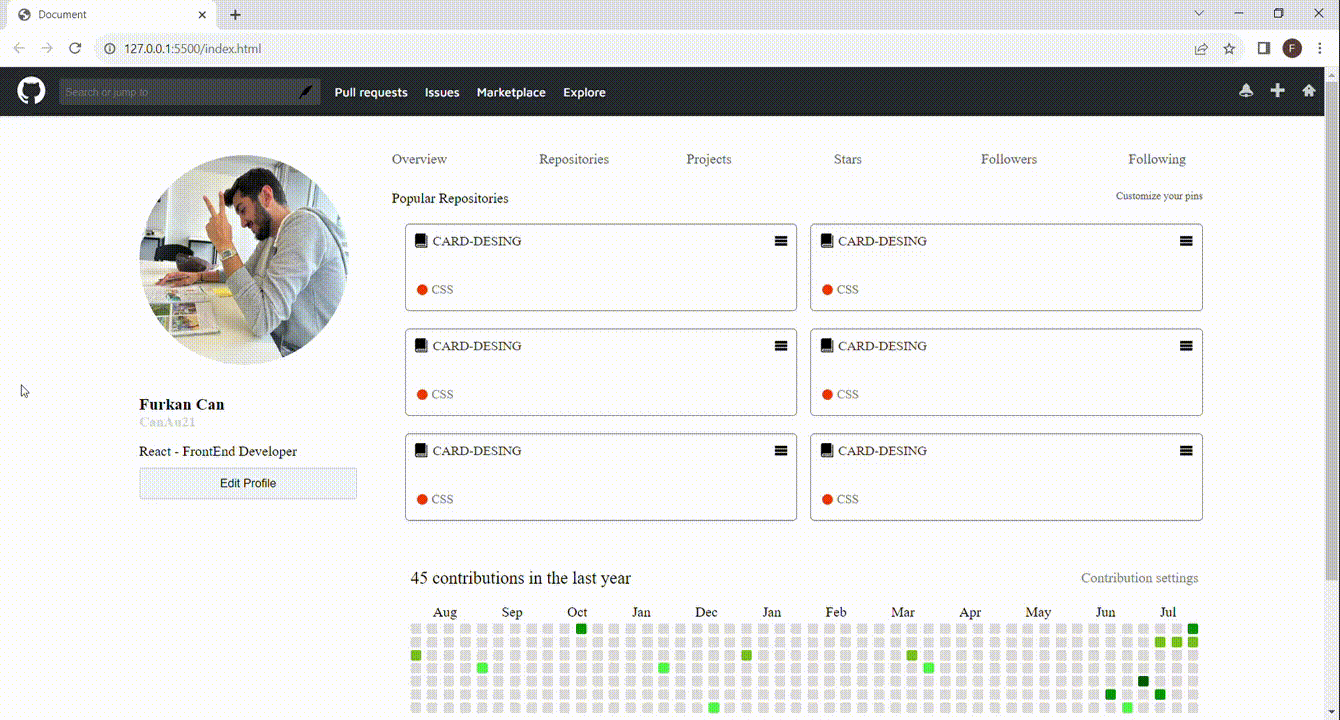 Document
127.0.0.1:5500/index.html
F
Search or jump to
Pull requests Issues Marketplace Explore
Overview Repositories Projects Stars Followers Following
Popular Repositories Customize your pins
CARD-DESING CARD-DESING
CSS CSS
CARD-DESING CARD-DESING
CSS CSS
CARD-DESING CARD-DESING
CSS CSS
Furkan Can
CanAu21
React - FrontEnd Developer
Edit Profile
45 contributions in the last year Contribution settings
Aug Sep Oct Jan Dec Jan Feb Mar Apr May Jun Jul